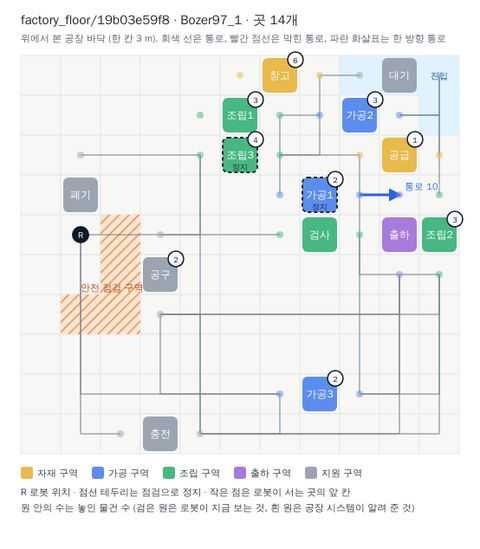 factory_floor/19b03e59f8 · Bozer97_1 · 곳 14개
위에서 본 공장 바닥 (한 칸 3 m). 회색 선은 통로, 빨간 점선은 막힌 통로, 파란 화살표는 한 방향 통로
창고 6
대기
전립
조립1 3
가공2 3
조립3 4
정지
공급 1
폐기
가공1 2
정지
통로 10
R
검사
출하
조립2 3
공구 2
안전 점검 구역
가공3 2
충전
자재 구역
가공 구역
조립 구역
출하 구역
지원 구역
R 로봇 위치 · 점선 테두리는 점검으로 정지 · 작은 점은 로봇이 서는 곳의 앞 칸
원 안의 수는 놓인 물건 수 (검은 원은 로봇이 지금 보는 것, 흰 원은 공장 시스템이 알려 준 것)